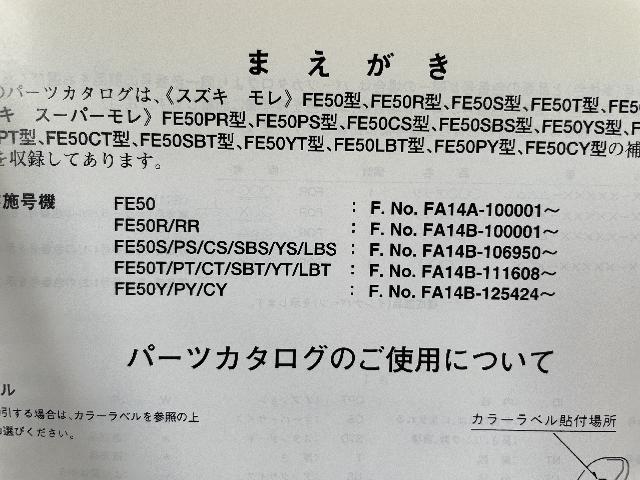 まえがき
のパーツカタログは、《スズキ モレ》FE50型、FE50R型、FE50S型、FE50T型、FE50
キ スーパーモレ》FE50PR型、FE50PS型、FE50CS型、FE50SBS型、FE50YS型、F
PT型、FE50CT型、FE50SBT型、FE50YT型、FE50LBT型、FE50PY型、FE50CY型の補
を収録してあります。
施号機 FE50 : F. No. FA14A-100001〜
FE50R/RR : F. No. FA14B-100001〜
FE50S/PS/CS/SBS/YS/LBS : F. No. FA14B-106950〜
FE50T/PT/CT/SBT/YT/LBT : F. No. FA14B-111608〜
FE50Y/PY/CY : F. No. FA14B-125424〜
パーツカタログのご使用について
ル
引する場合は、カラーラベルを参照の上
選びください。
カラーラベル貼付場所